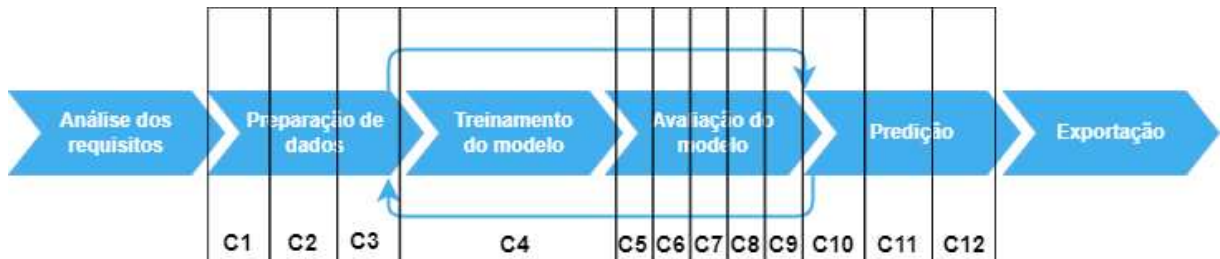 Análise dos
requisitos
Preparação de
dados
Treinamento
do modelo
Avaliação do
modelo
Predição
Exportação
C1 C2 C3 C4 C5 C6 C7 C8 C9 C10 C11 C12